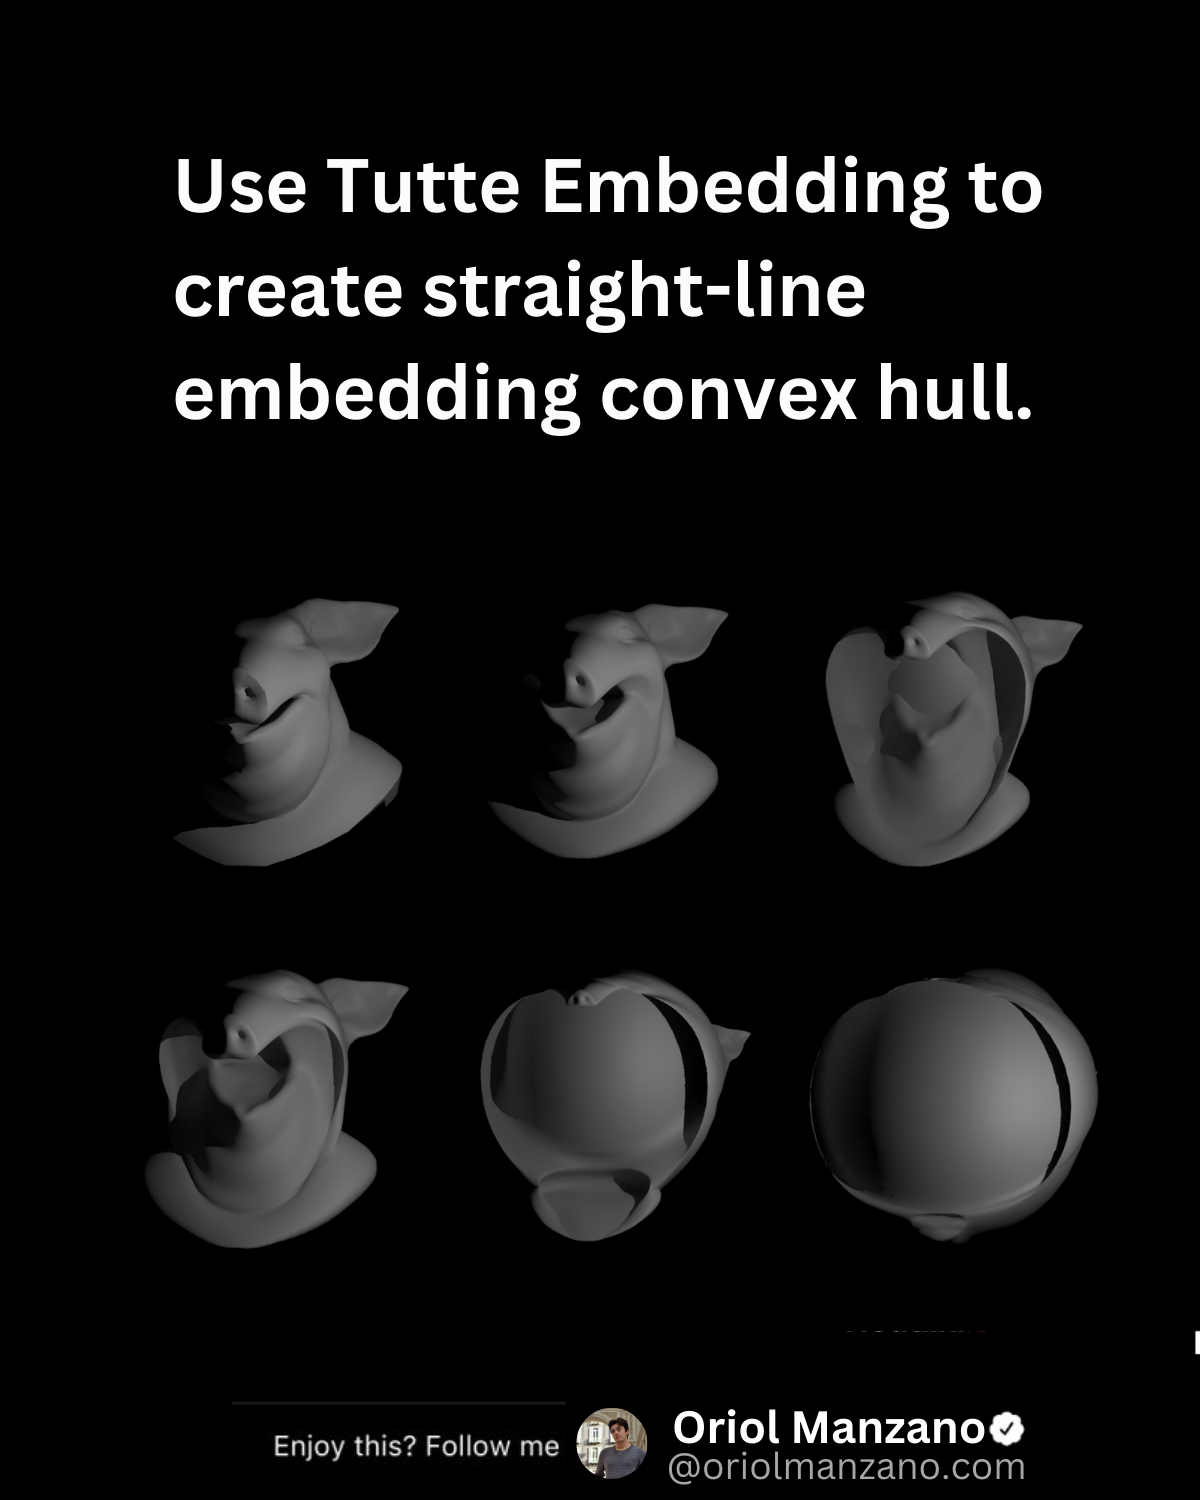 Use Tutte Embedding to
create straight-line
embedding convex hull.
Enjoy this? Follow me
Oriol Manzano
@oriolmanzano.com